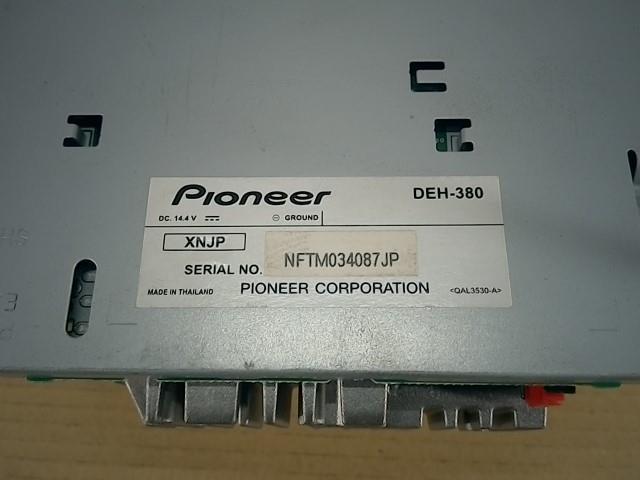 Pioneer DEH-380
DC. 14.4 V ⎓ ⊖ GROUND
XNJP
SERIAL NO. NFTM034087JP
MADE IN THAILAND PIONEER CORPORATION <QAL3530-A>